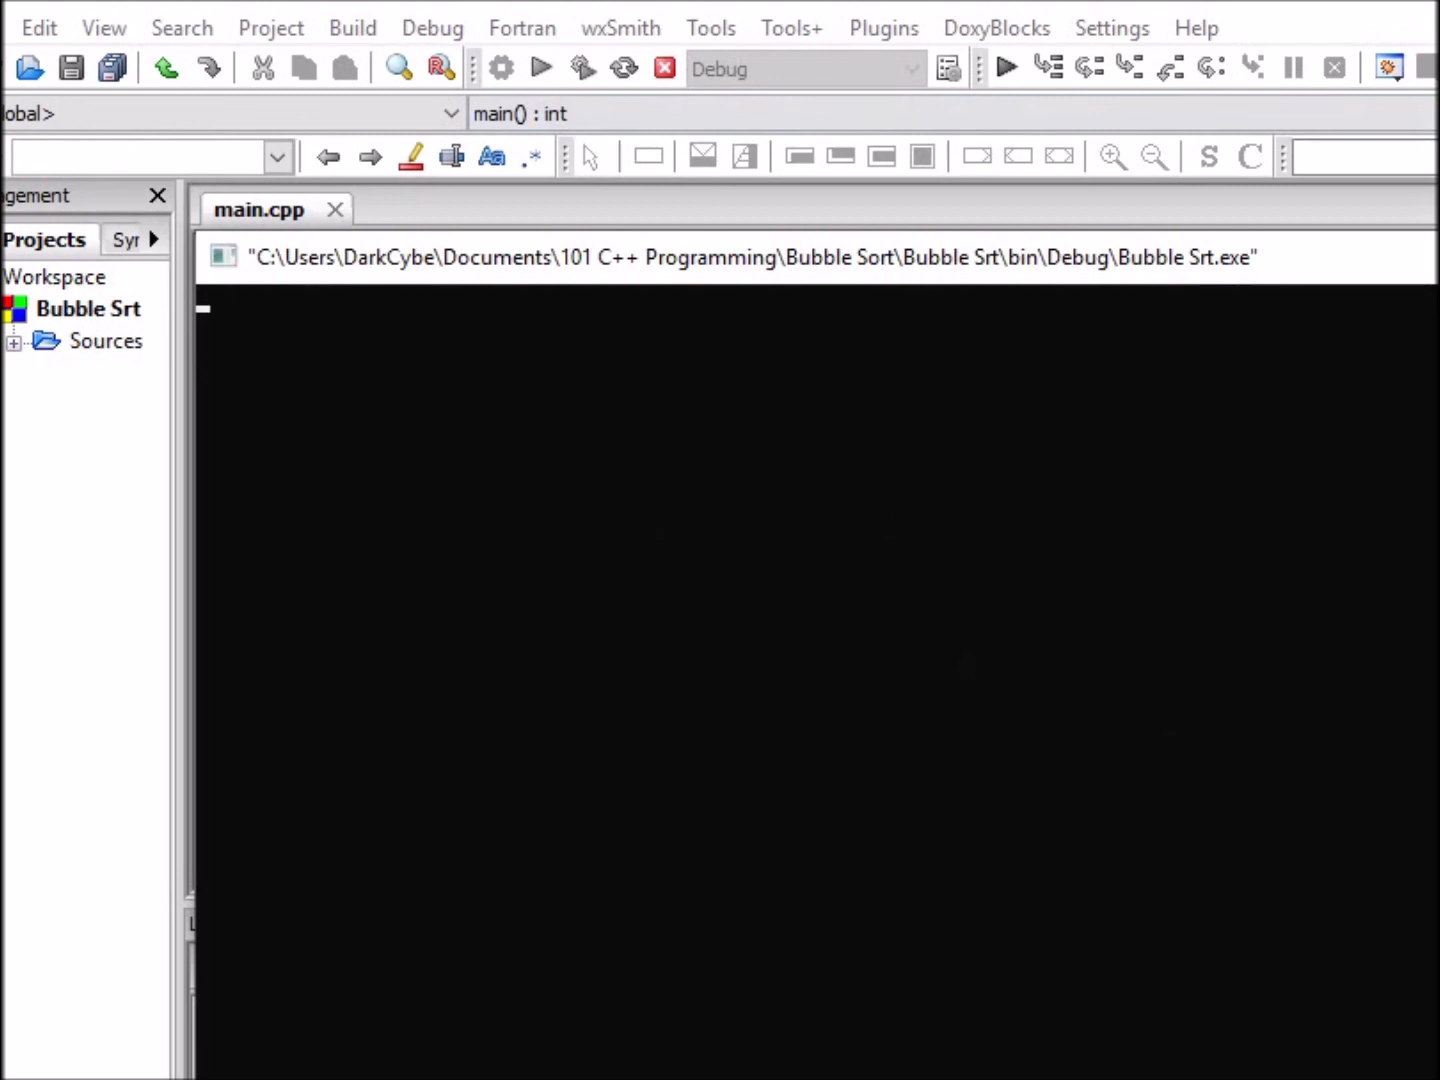 Edit View Search Project Build Debug Fortran wxSmith Tools Tools+ Plugins DoxyBlocks Settings Help
Debug
obal> main() : int
Aa .* S C
gement
main.cpp
Projects Syr
"C:\Users\DarkCybe\Documents\101 C++ Programming\Bubble Sort\Bubble Srt\bin\Debug\Bubble Srt.exe"
Workspace
Bubble Srt
Sources
L